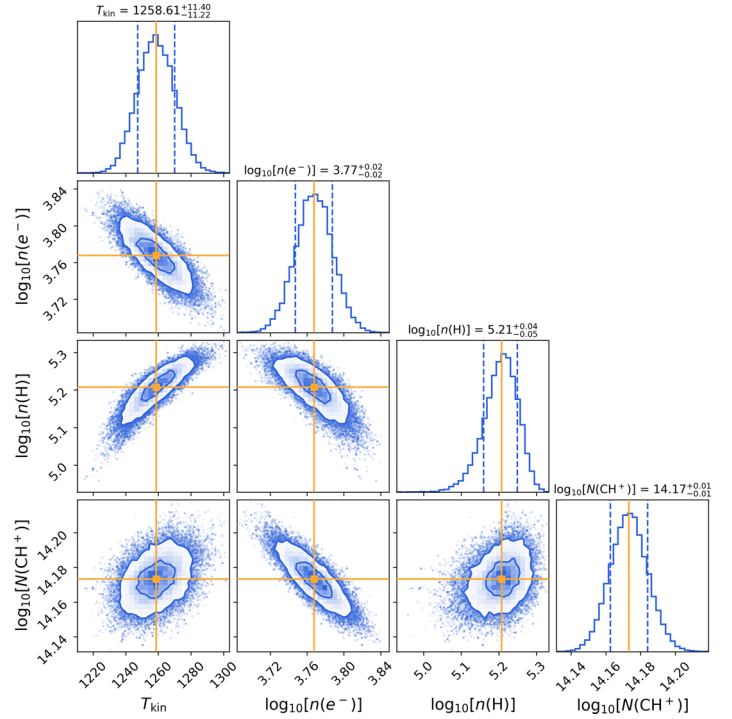 T_kin = 1258.61 +11.40 −11.22
3.84
log₁₀[n(e⁻)] = 3.77 +0.02 −0.02
3.80
3.76
3.72
log₁₀[n(e⁻)]
5.3
log₁₀[n(H)] = 5.21 +0.04 −0.05
5.2
5.1
5.0
log₁₀[n(H)]
log₁₀[N(CH⁺)] = 14.17 +0.01 −0.01
14.20
14.18
14.16
14.14
log₁₀[N(CH⁺)]
1220 1240 1260 1280 1300
3.72 3.76 3.80 3.84
5.0 5.1 5.2 5.3
14.14 14.16 14.18 14.20
T_kin
log₁₀[n(e⁻)]
log₁₀[n(H)]
log₁₀[N(CH⁺)]